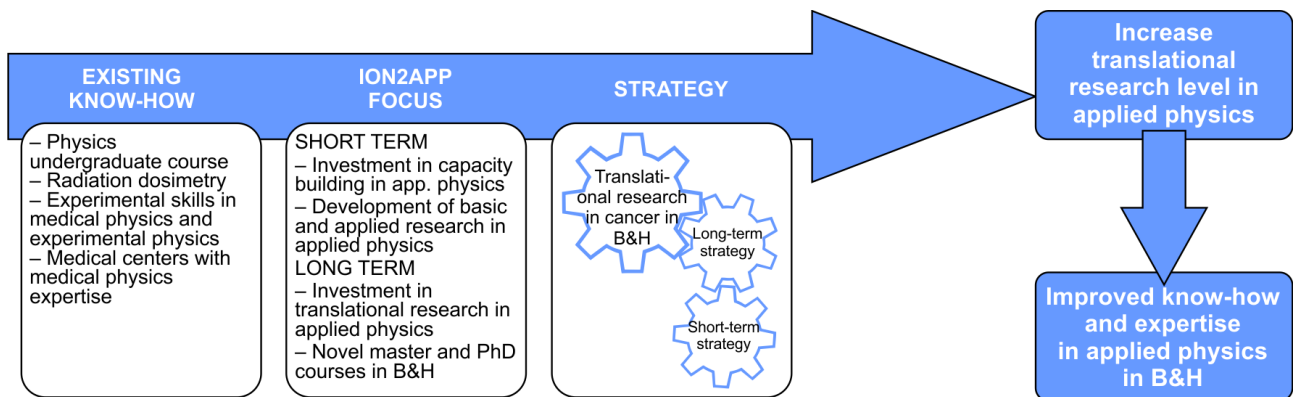 EXISTING
KNOW-HOW
– Physics
undergraduate course
– Radiation dosimetry
– Experimental skills in
medical physics and
experimental physics
– Medical centers with
medical physics
expertise
ION2APP
FOCUS
SHORT TERM
– Investment in capacity
building in app. physics
– Development of basic
and applied research in
applied physics
LONG TERM
– Investment in
translational research in
applied physics
– Novel master and PhD
courses in B&H
STRATEGY
Translati-
onal research
in cancer in
B&H
Long-term
strategy
Short-term
strategy
Increase
translational
research level in
applied physics
Improved know-how
and expertise
in applied physics
in B&H